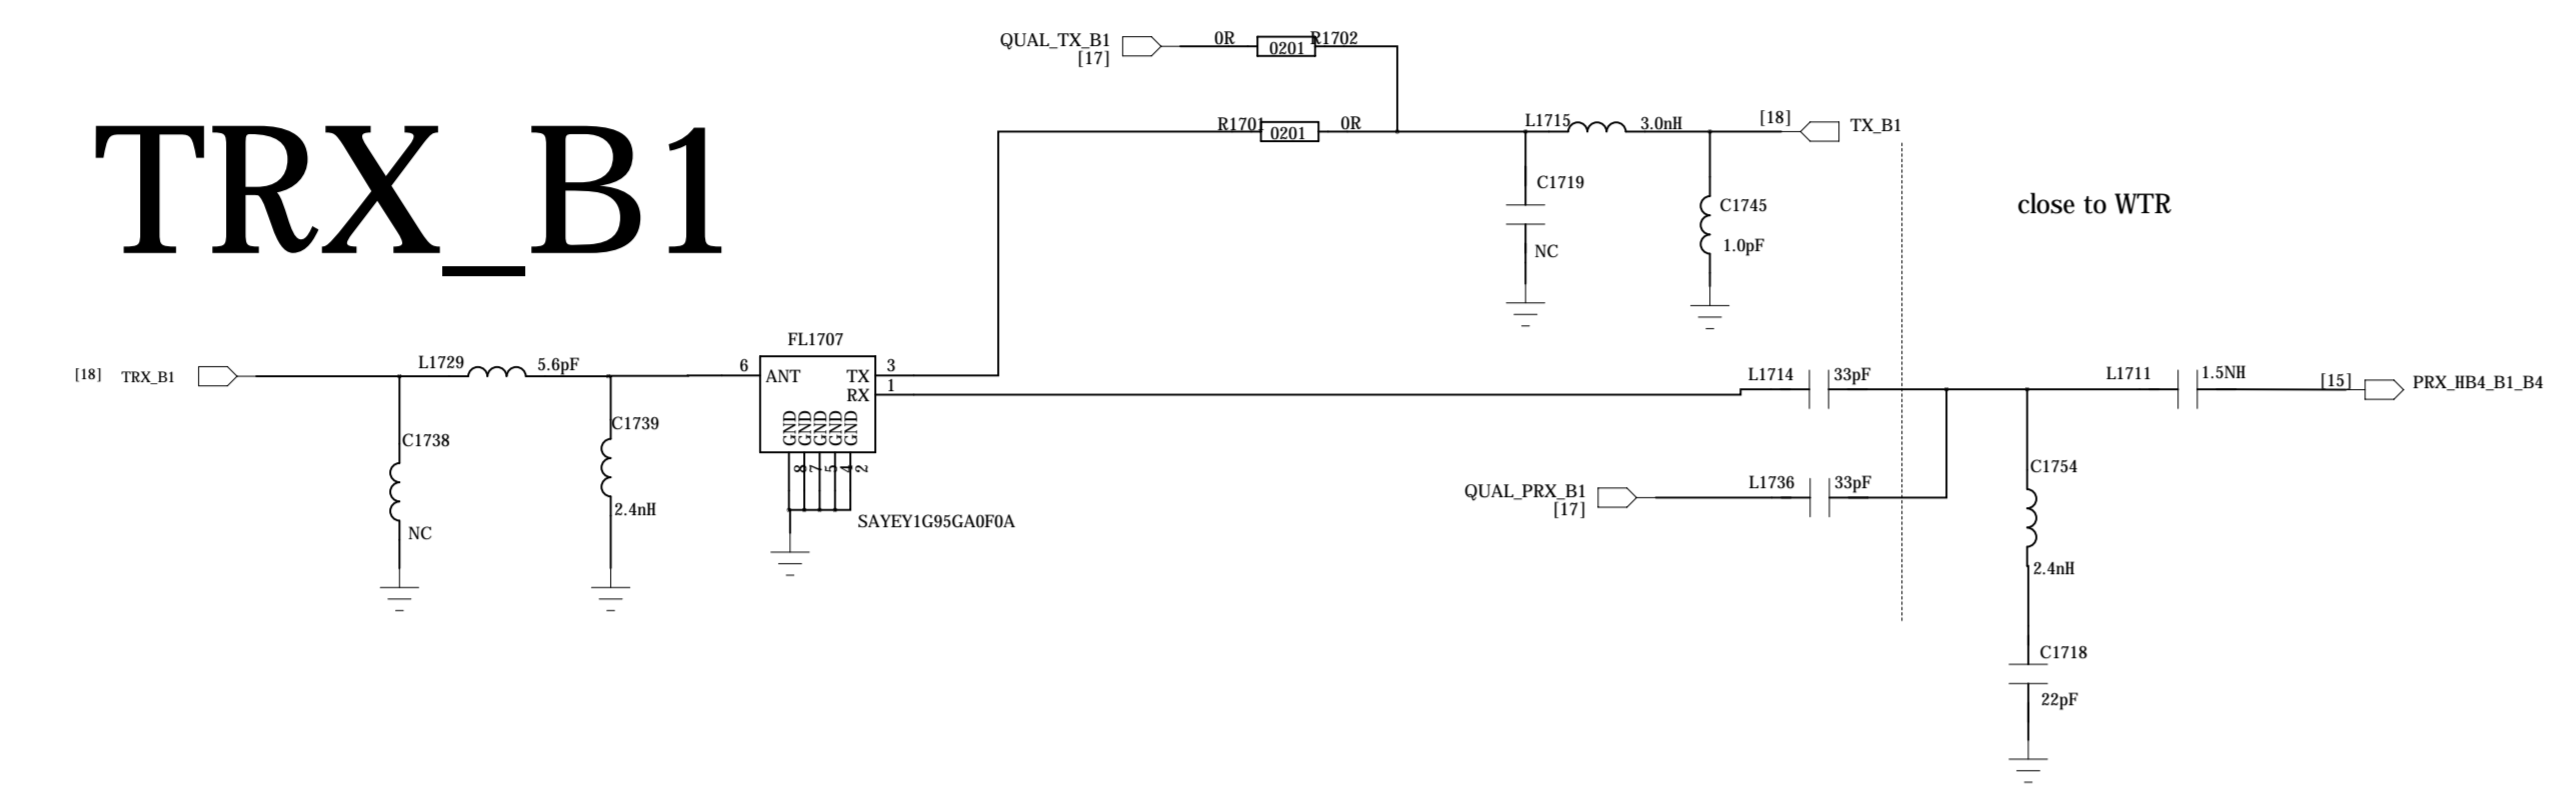 QUAL_TX_B1
[17]
0R
0201
R1702
TRX_B1
R1701
0201
0R
L1715
3.0nH
[18]
TX_B1
C1719
NC
C1745
1.0pF
close to WTR
FL1707
[18]
TRX_B1
L1729
5.6pF
6
ANT
TX
3
RX
1
GND
GND
GND
GND
GND
8
7
5
4
2
SAYEY1G95GA0F0A
C1738
NC
C1739
2.4nH
L1714
33pF
L1711
1.5NH
[15]
PRX_HB4_B1_B4
QUAL_PRX_B1
[17]
L1736
33pF
C1754
2.4nH
C1718
22pF